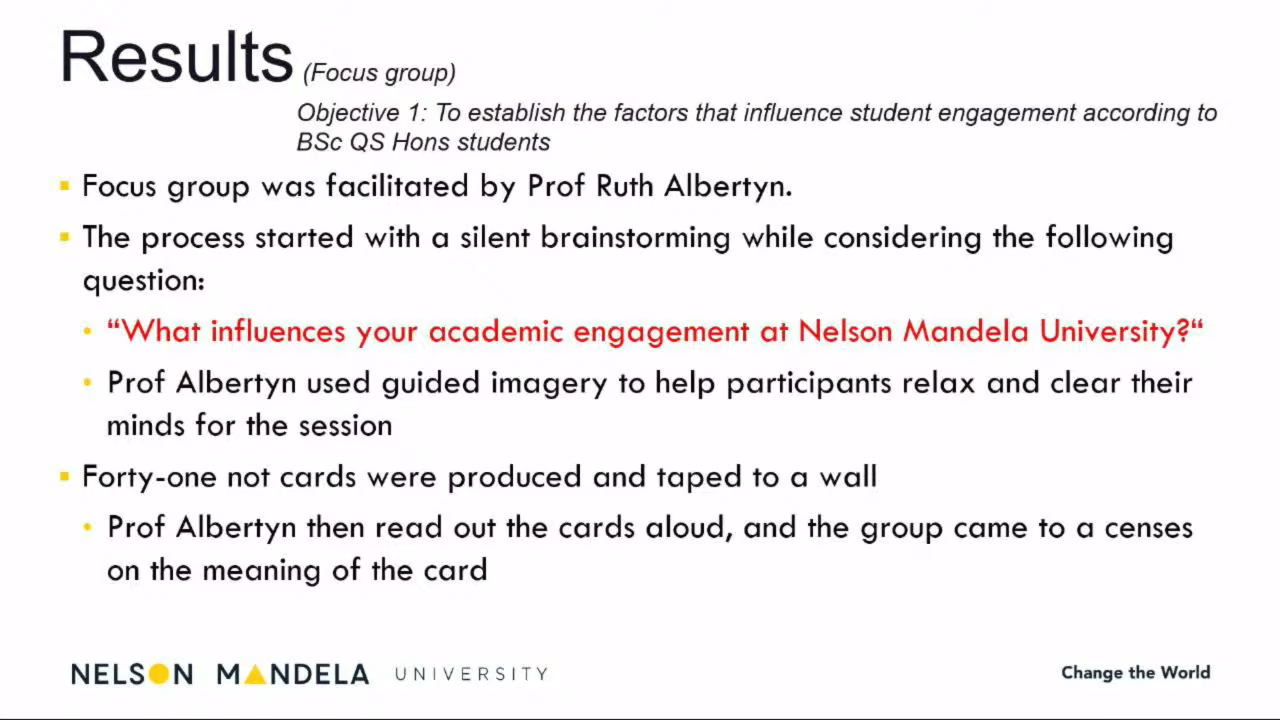 Results (Focus group)
Objective 1: To establish the factors that influence student engagement according to
BSc QS Hons students
▪ Focus group was facilitated by Prof Ruth Albertyn.
▪ The process started with a silent brainstorming while considering the following
question:
• “What influences your academic engagement at Nelson Mandela University?“
• Prof Albertyn used guided imagery to help participants relax and clear their
minds for the session
▪ Forty-one not cards were produced and taped to a wall
• Prof Albertyn then read out the cards aloud, and the group came to a censes
on the meaning of the card
NELSON MANDELA UNIVERSITY
Change the World